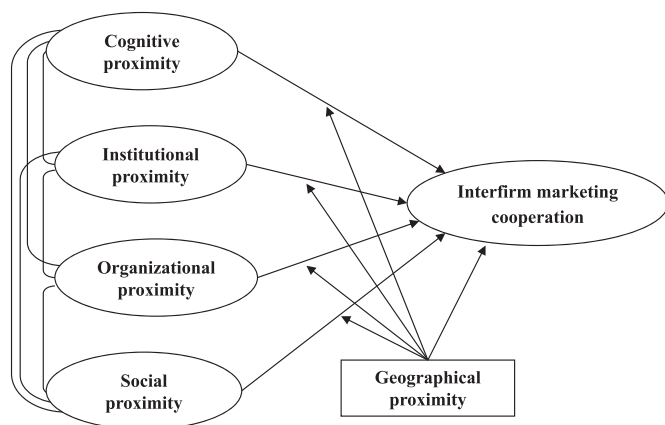 Cognitive
proximity
Institutional
proximity
Interfirm marketing
cooperation
Organizational
proximity
Social
proximity
Geographical
proximity